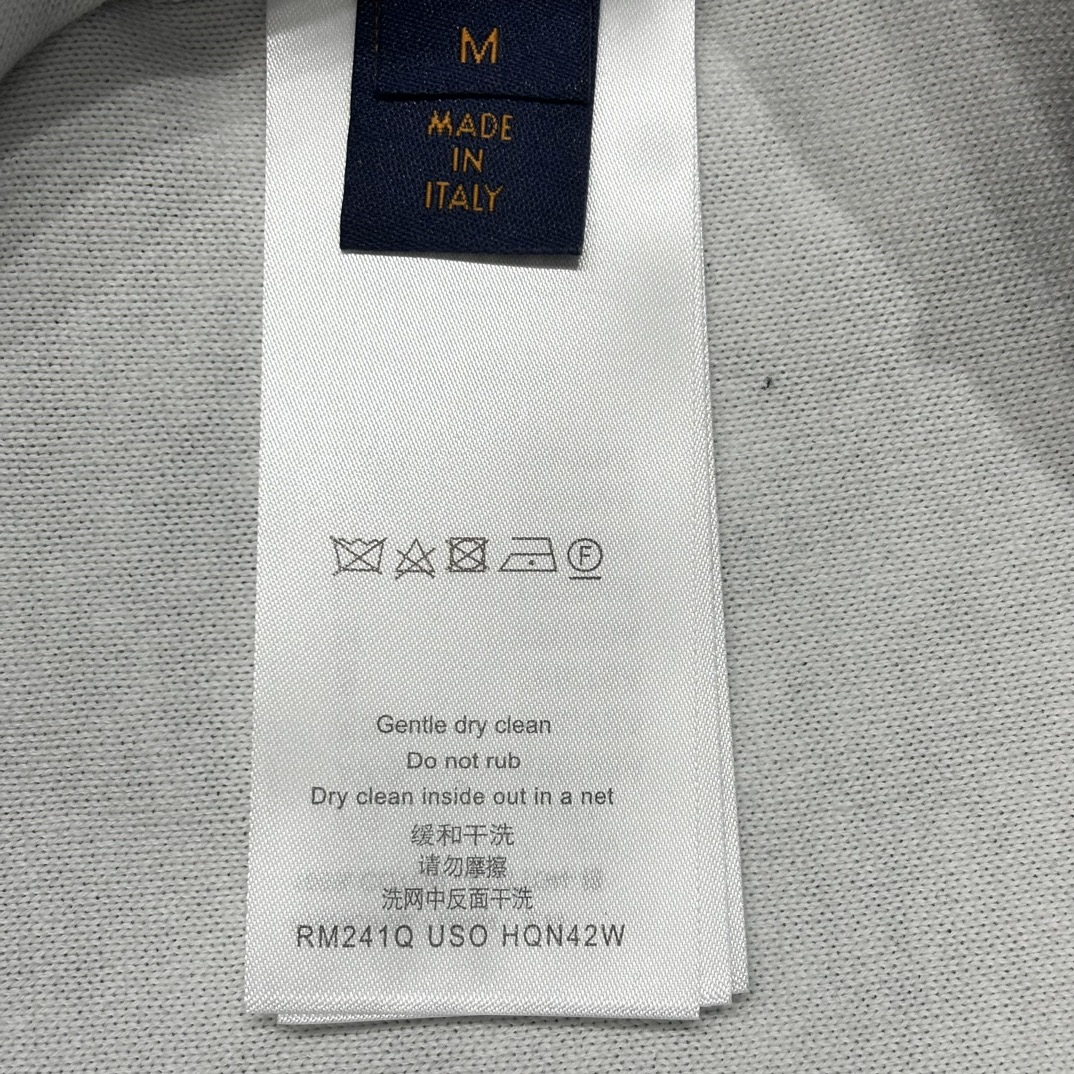 M
MADE
IN
ITALY
F
Gentle dry clean
Do not rub
Dry clean inside out in a net
缓和干洗
请勿摩擦
洗网中反面干洗
RM241Q USO HQN42W